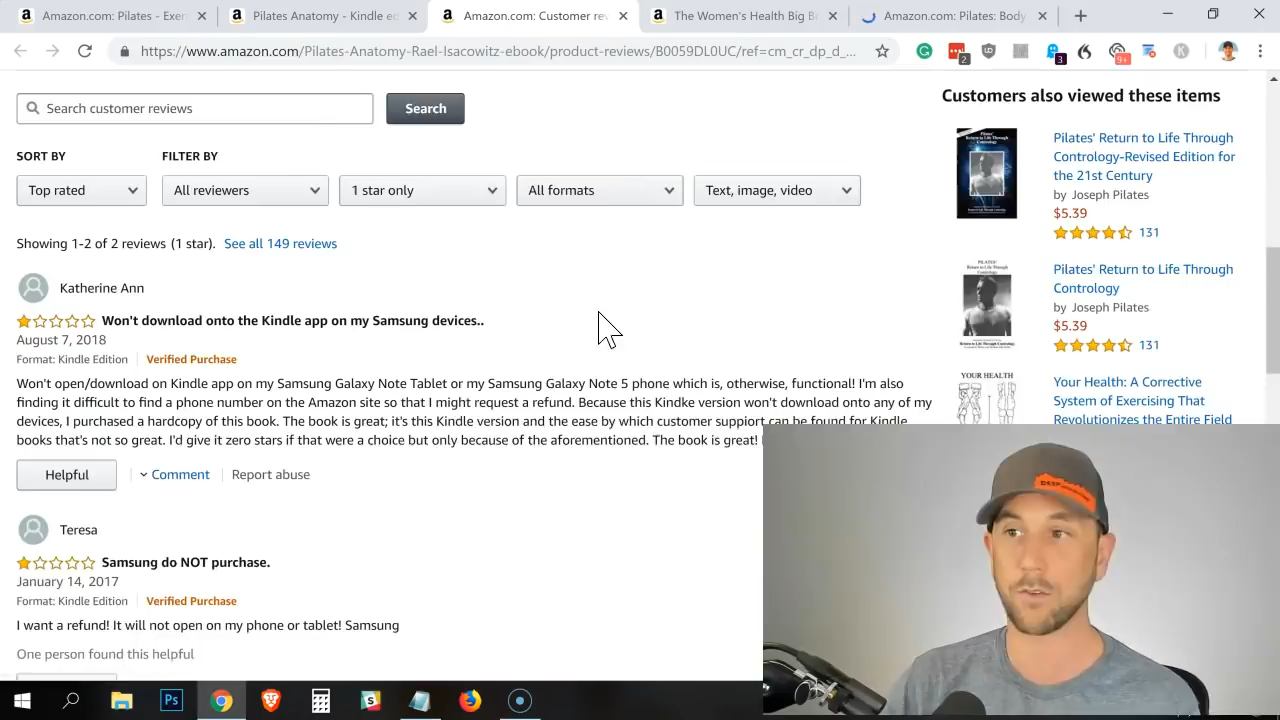 Amazon.com: Pilates - Exer
Pilates Anatomy - Kindle ed
Amazon.com: Customer rev
The Women's Health Big B
Amazon.com: Pilates: Body
https://www.amazon.com/Pilates-Anatomy-Rael-Isacowitz-ebook/product-reviews/B0059DL0UC/ref=cm_cr_dp_d_...
2
3
9+
Search customer reviews
Search
SORT BY
FILTER BY
Top rated
All reviewers
1 star only
All formats
Text, image, video
Showing 1-2 of 2 reviews (1 star). See all 149 reviews
Katherine Ann
Won't download onto the Kindle app on my Samsung devices..
August 7, 2018
Format: Kindle Edition
Verified Purchase
Won't open/download on Kindle app on my Samsung Galaxy Note Tablet or my Samsung Galaxy Note 5 phone which is, otherwise, functional! I'm also
finding it difficult to find a phone number for the Amazon site so that I might request a refund. Because this Kindke version won't download onto any of my
devices, I purchased a hardcopy of this book. The book is great; it's this Kindle version and the ease by which customer suppoirt can be found for Kindle
books that's not so great. I'd give it zero stars if that were a choice but only because of the aforementioned. The book is great!
Helpful
Comment
Report abuse
Teresa
Samsung do NOT purchase.
January 14, 2017
Format: Kindle Edition
Verified Purchase
I want a refund! It will not open on my phone or tablet! Samsung
One person found this helpful
Customers also viewed these items
Pilates' Return to Life Through
Contrology-Revised Edition for
the 21st Century
by Joseph Pilates
$5.39
131
Pilates' Return to Life Through
Contrology
by Joseph Pilates
$5.39
131
YOUR HEALTH
Your Health: A Corrective
System of Exercising That
Revolutionizes the Entire Field
Ps